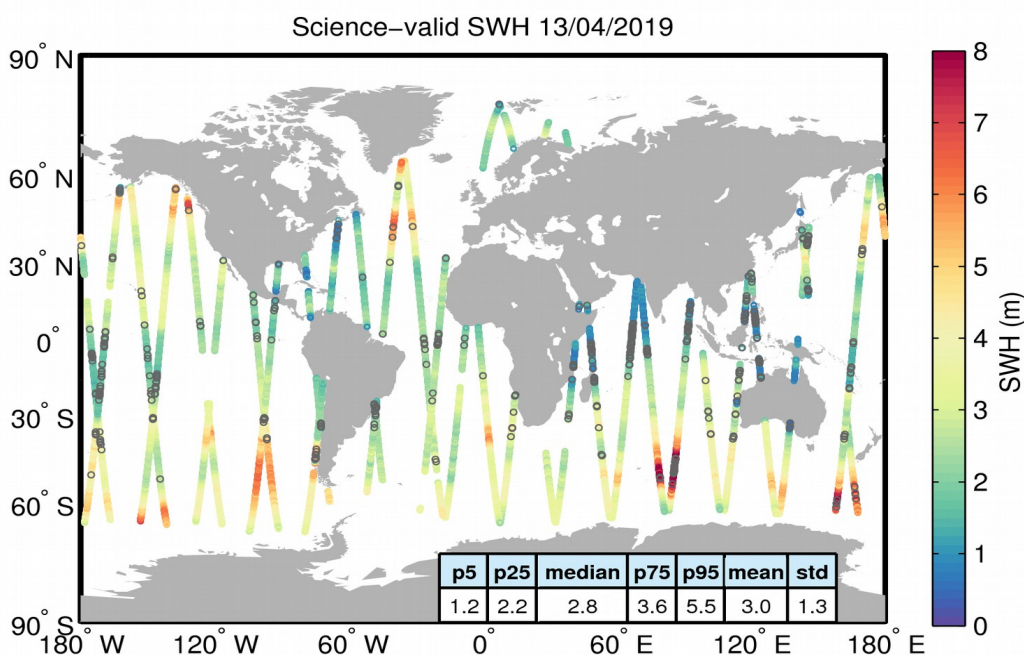 Science−valid SWH 13/04/2019
90° N
60° N
30° N
0°
30° S
60° S
90° S
180° W
120° W
60° W
0°
60° E
120° E
180° E
p5 p25 median p75 p95 mean std
1.2 2.2 2.8 3.6 5.5 3.0 1.3
8
7
6
5
4
3
2
1
0
SWH (m)